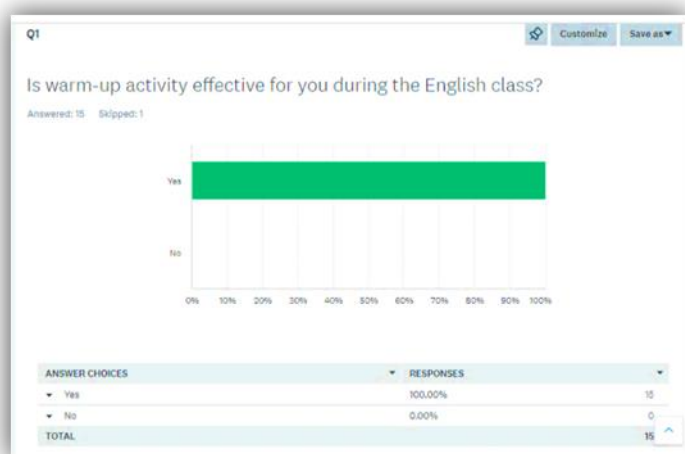 Q1
Customize
Save as
Is warm-up activity effective for you during the English class?
Answered: 15 Skipped: 1
Yes
No
0% 10% 20% 30% 40% 50% 60% 70% 80% 90% 100%
ANSWER CHOICES RESPONSES
Yes 100.00% 15
No 0.00% 0
TOTAL 15